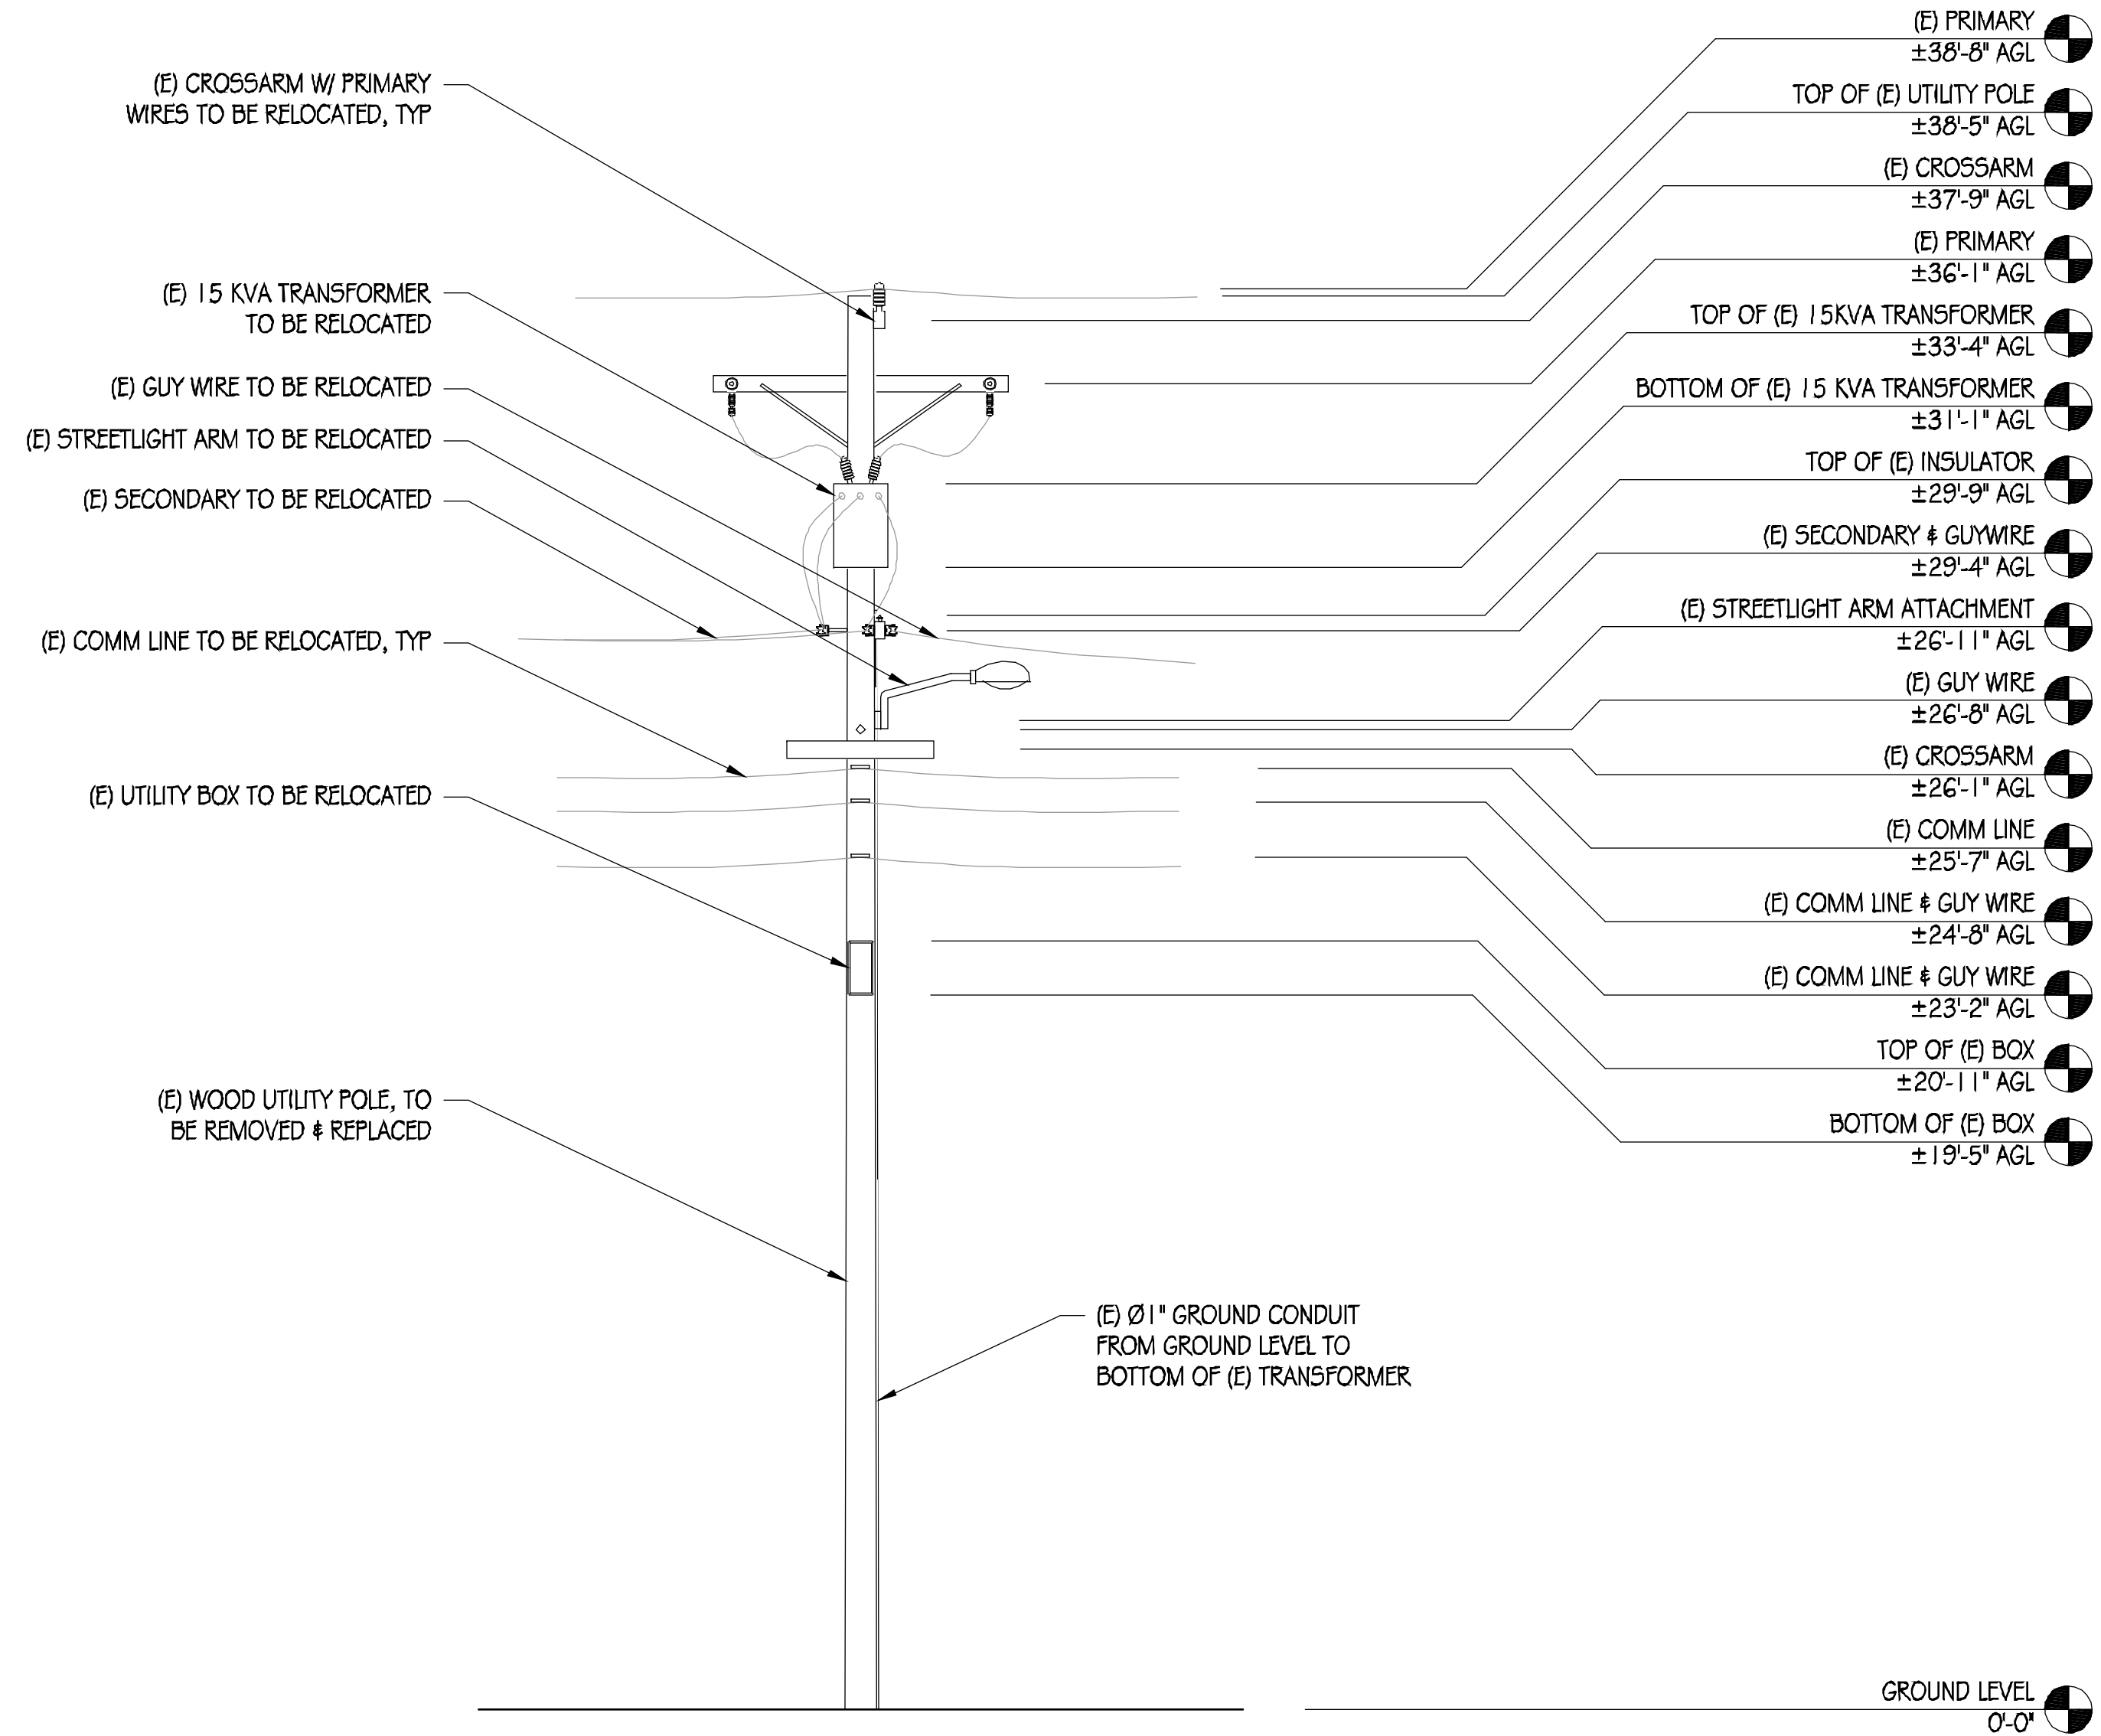 (E) CROSSARM W/ PRIMARY
WIRES TO BE RELOCATED, TYP
(E) 15 KVA TRANSFORMER
TO BE RELOCATED
(E) GUY WIRE TO BE RELOCATED
(E) STREETLIGHT ARM TO BE RELOCATED
(E) SECONDARY TO BE RELOCATED
(E) COMM LINE TO BE RELOCATED, TYP
(E) UTILITY BOX TO BE RELOCATED
(E) WOOD UTILITY POLE, TO
BE REMOVED & REPLACED
(E) Ø1" GROUND CONDUIT
FROM GROUND LEVEL TO
BOTTOM OF (E) TRANSFORMER
(E) PRIMARY
±38'-8" AGL
TOP OF (E) UTILITY POLE
±38'-5" AGL
(E) CROSSARM
±37'-9" AGL
(E) PRIMARY
±36'-1" AGL
TOP OF (E) 15KVA TRANSFORMER
±33'-4" AGL
BOTTOM OF (E) 15 KVA TRANSFORMER
±31'-1" AGL
TOP OF (E) INSULATOR
±29'-9" AGL
(E) SECONDARY & GUYWIRE
±29'-4" AGL
(E) STREETLIGHT ARM ATTACHMENT
±26'-11" AGL
(E) GUY WIRE
±26'-8" AGL
(E) CROSSARM
±26'-1" AGL
(E) COMM LINE
±25'-7" AGL
(E) COMM LINE & GUY WIRE
±24'-8" AGL
(E) COMM LINE & GUY WIRE
±23'-2" AGL
TOP OF (E) BOX
±20'-11" AGL
BOTTOM OF (E) BOX
±19'-5" AGL
GROUND LEVEL
0'-0"